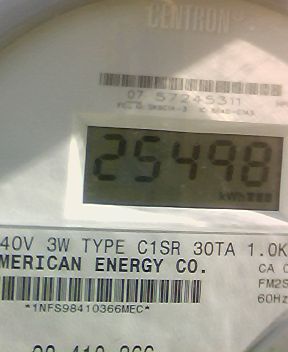 CENTRON
07 57245311
25498
kWh
40V 3W TYPE C1SR 30TA 1.0K
MERICAN ENERGY CO.
CA 0
FM2S
60Hz
*1NFS98410366MEC*